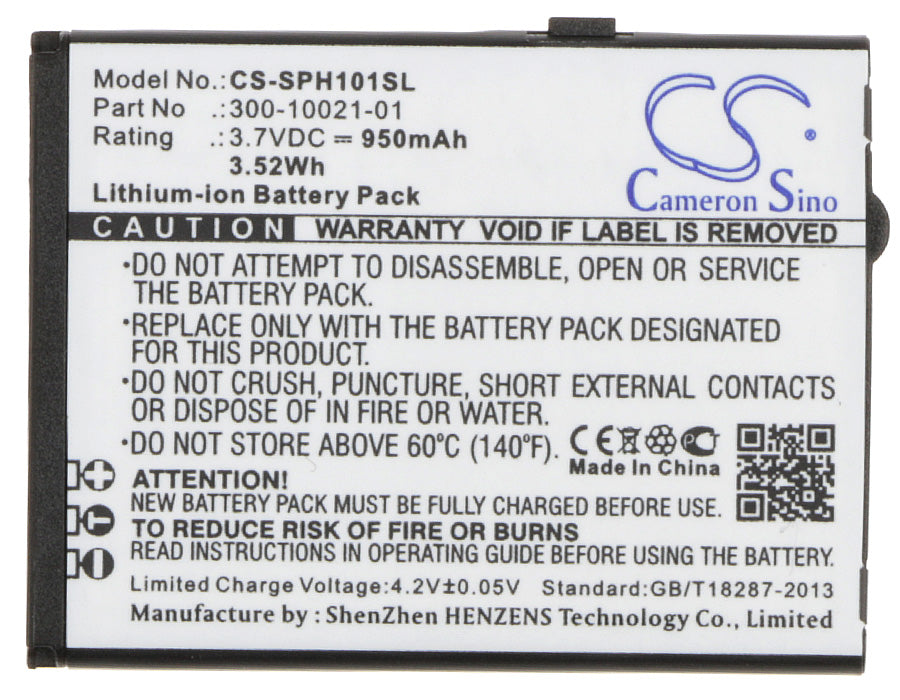 Model No.: CS-SPH101SL
Part No .: 300-10021-01
Rating .: 3.7VDC ⎓ 950mAh
3.52Wh
Lithium-ion Battery Pack
CS ®
Cameron Sino
CAUTION WARRANTY VOID IF LABEL IS REMOVED
·DO NOT ATTEMPT TO DISASSEMBLE, OPEN OR SERVICE
THE BATTERY PACK.
·REPLACE ONLY WITH THE BATTERY PACK DESIGNATED
FOR THIS PRODUCT.
·DO NOT CRUSH, PUNCTURE, SHORT EXTERNAL CONTACTS
OR DISPOSE OF IN FIRE OR WATER.
·DO NOT STORE ABOVE 60°C (140°F).
CE
Made In China
+ T -
ATTENTION!
NEW BATTERY PACK MUST BE FULLY CHARGED BEFORE USE.
TO REDUCE RISK OF FIRE OR BURNS
READ INSTRUCTIONS IN OPERATING GUIDE BEFORE USING THE BATTERY.
Limited Charge Voltage:4.2V±0.05V Standard:GB/T18287-2013
Manufacture by : ShenZhen HENZENS Technology Co., Limited